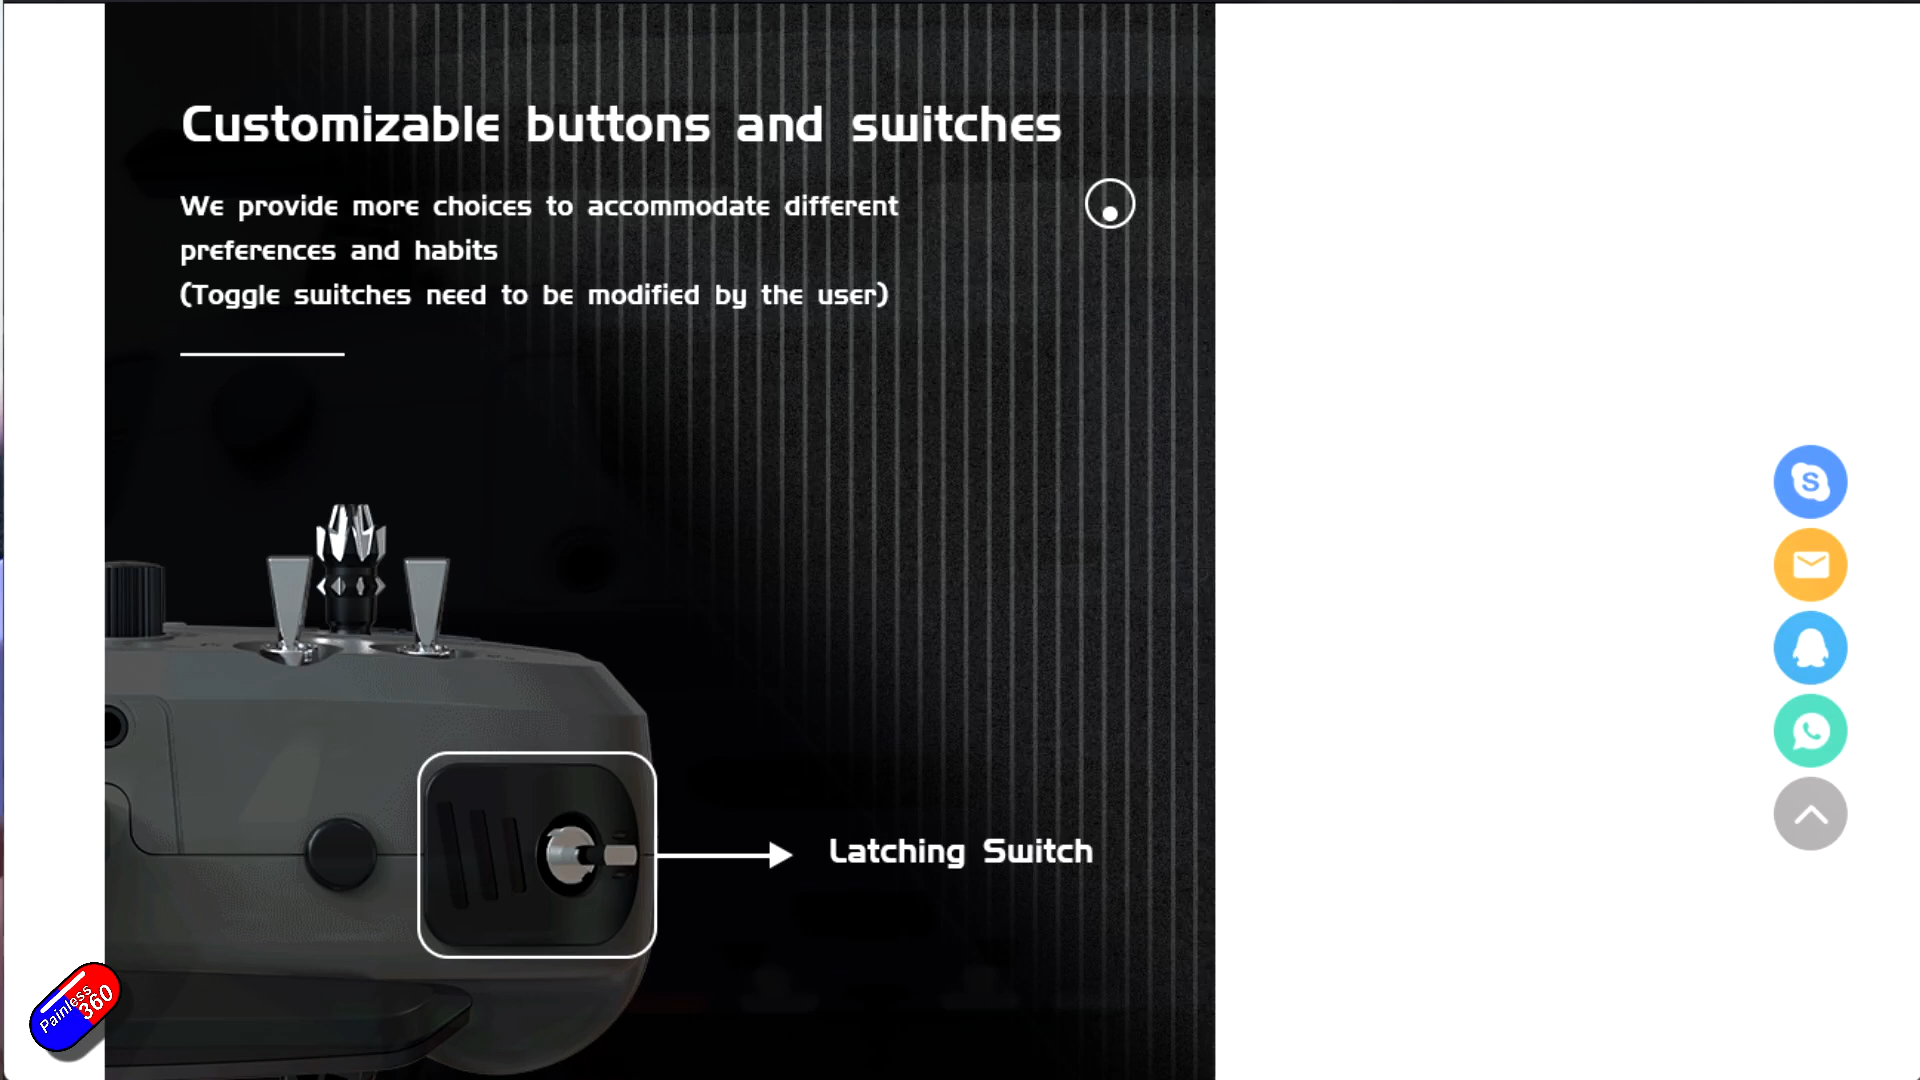 Customizable buttons and switches
We provide more choices to accommodate different
preferences and habits
(Toggle switches need to be modified by the user)
Latching Switch
Painless
360